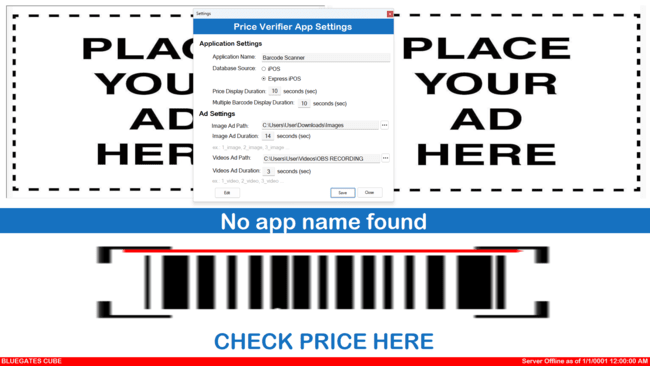 Settings
Price Verifier App Settings
Application Settings
Application Name: Barcode Scanner
Database Source: iPOS
Express iPOS
Price Display Duration: 10 seconds (sec)
Multiple Barcode Display Duration: 10 seconds (sec)
Ad Settings
Image Ad Path: C:\Users\User\Downloads\Images ...
Image Ad Duration: 14 seconds (sec)
ex. 1_image, 2_image, 3_image...
Videos Ad Path: C:\Users\User\Videos\OBS RECORDING ...
Videos Ad Duration: 3 seconds (sec)
ex. 1_video, 2_video, 3_video...
Edit Save Close
PLACE
YOU
AD
HERE
PLACE
YOUR
AD
HERE
No app name found
CHECK PRICE HERE
BLUEGATES CUBE Server Offline as of 1/1/0001 12:00:00 AM